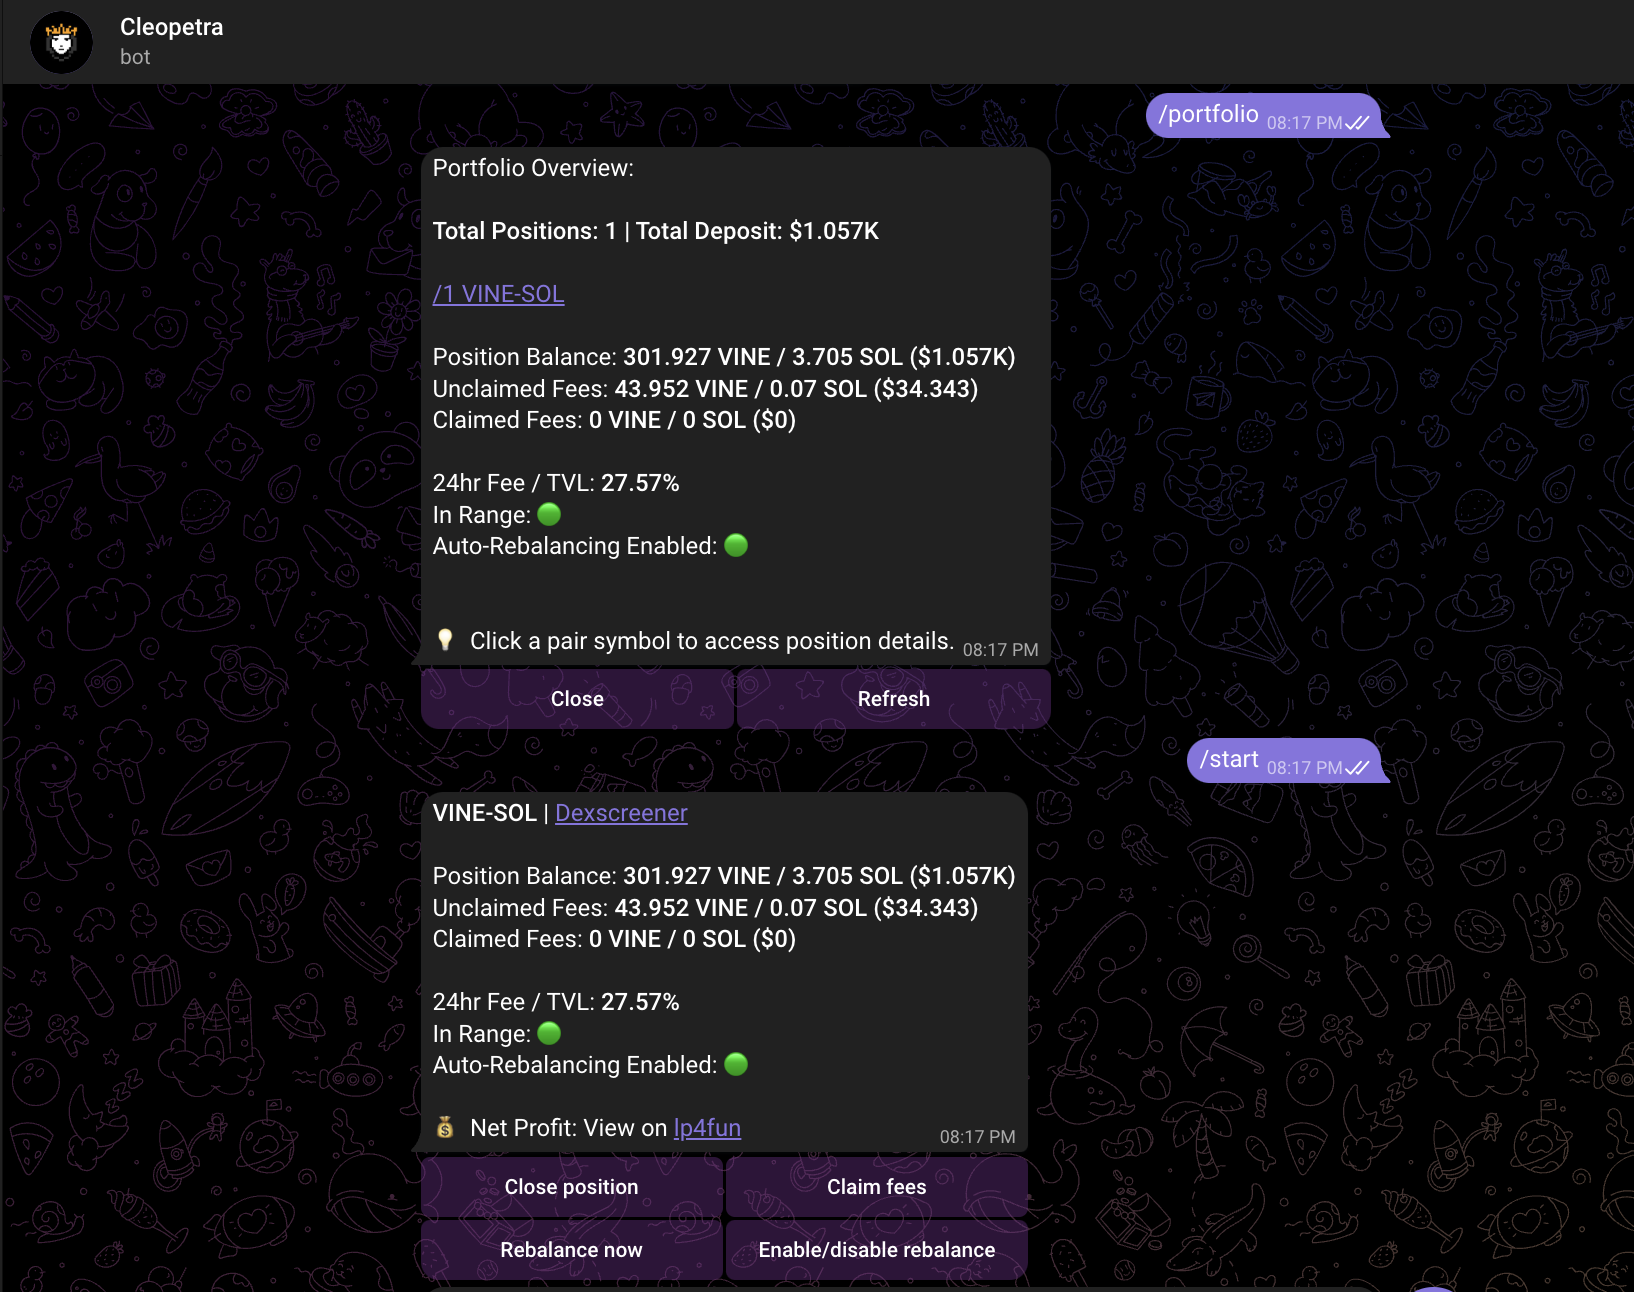 Cleopetra
bot
/portfolio 08:17 PM
Portfolio Overview:
Total Positions: 1 | Total Deposit: $1.057K
/1 VINE-SOL
Position Balance: 301.927 VINE / 3.705 SOL ($1.057K)
Unclaimed Fees: 43.952 VINE / 0.07 SOL ($34.343)
Claimed Fees: 0 VINE / 0 SOL ($0)
24hr Fee / TVL: 27.57%
In Range:
Auto-Rebalancing Enabled:
Click a pair symbol to access position details. 08:17 PM
Close Refresh
/start 08:17 PM
VINE-SOL | Dexscreener
Position Balance: 301.927 VINE / 3.705 SOL ($1.057K)
Unclaimed Fees: 43.952 VINE / 0.07 SOL ($34.343)
Claimed Fees: 0 VINE / 0 SOL ($0)
24hr Fee / TVL: 27.57%
In Range:
Auto-Rebalancing Enabled:
Net Profit: View on lp4fun 08:17 PM
Close position Claim fees
Rebalance now Enable/disable rebalance